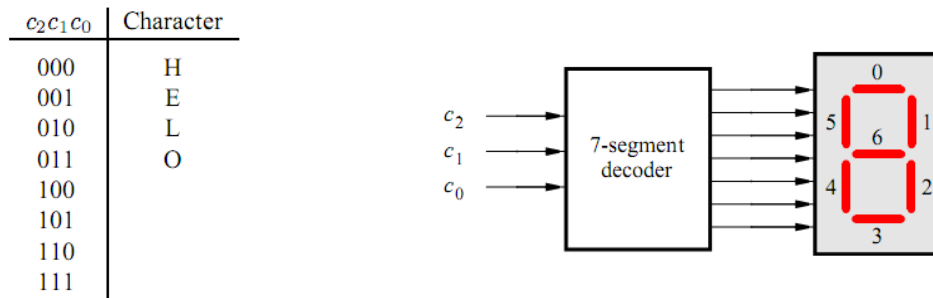 c₂c₁c₀ Character
000 H
001 E
010 L
011 O
100
101
110
111
c₂
c₁
c₀
7-segment
decoder
0
5 1
6
4 2
3